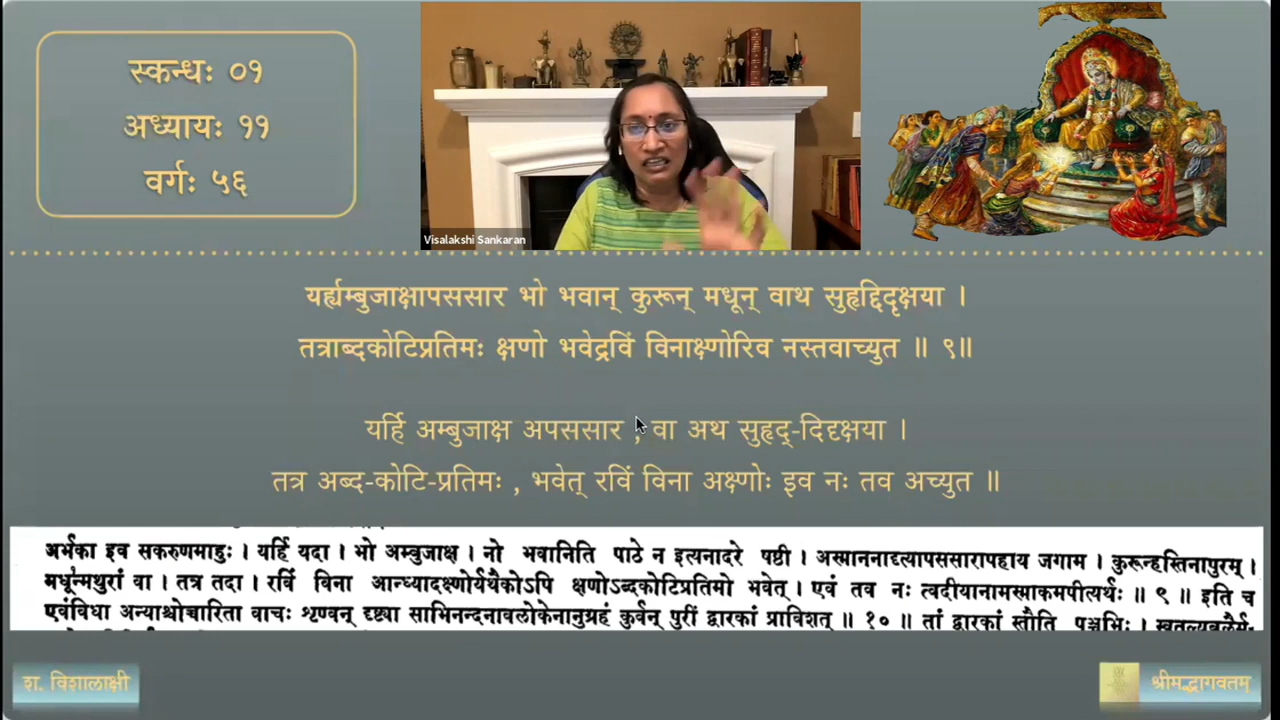 स्कन्धः ०१
अध्यायः ११
वर्गः ५६
Visalakshi Sankaran
यर्ह्यम्बुजाक्षापससार भो भवान् कुरून् मधून् वाथ सुहृद्दिदृक्षया ।
तत्राब्दकोटिप्रतिमः क्षणो भवेद्रविं विनाक्ष्णोरिव नस्तवाच्युत ॥ ९॥
यर्हि अम्बुजाक्ष अपससार , वा अथ सुहृद्-दिदृक्षया ।
तत्र अब्द-कोटि-प्रतिमः , भवेत् रविं विना अक्ष्णोः इव नः तव अच्युत ॥
अर्भका इव सकरुणमाहुः । यर्हि यदा । भो अम्बुजाक्ष । नो भवानिति पाठे न इत्यनादरे षष्ठी । अस्माननादृत्यापससारापहाय जगाम । कुरून्हस्तिनापुरम् ।
मधून्मथुरां वा । तत्र तदा । रविं विना आन्ध्यादक्ष्णोर्यथैकोऽपि क्षणोऽब्दकोटिप्रतिमो भवेत् । एवं तव नः त्वदीयानामस्माकमपीत्यर्थः ॥ ९ ॥ इति च
एवंविधा अन्याश्चोच्चारिता वाचः शृण्वन् दृष्ट्या साभिनन्दनावलोकेनानुग्रहं कुर्वन् पुरीं द्वारकां प्राविशत् ॥ १० ॥ तां द्वारकां स्तौति पञ्चभिः ।
श. विशालाक्षी
श्रीमद्भागवतम्